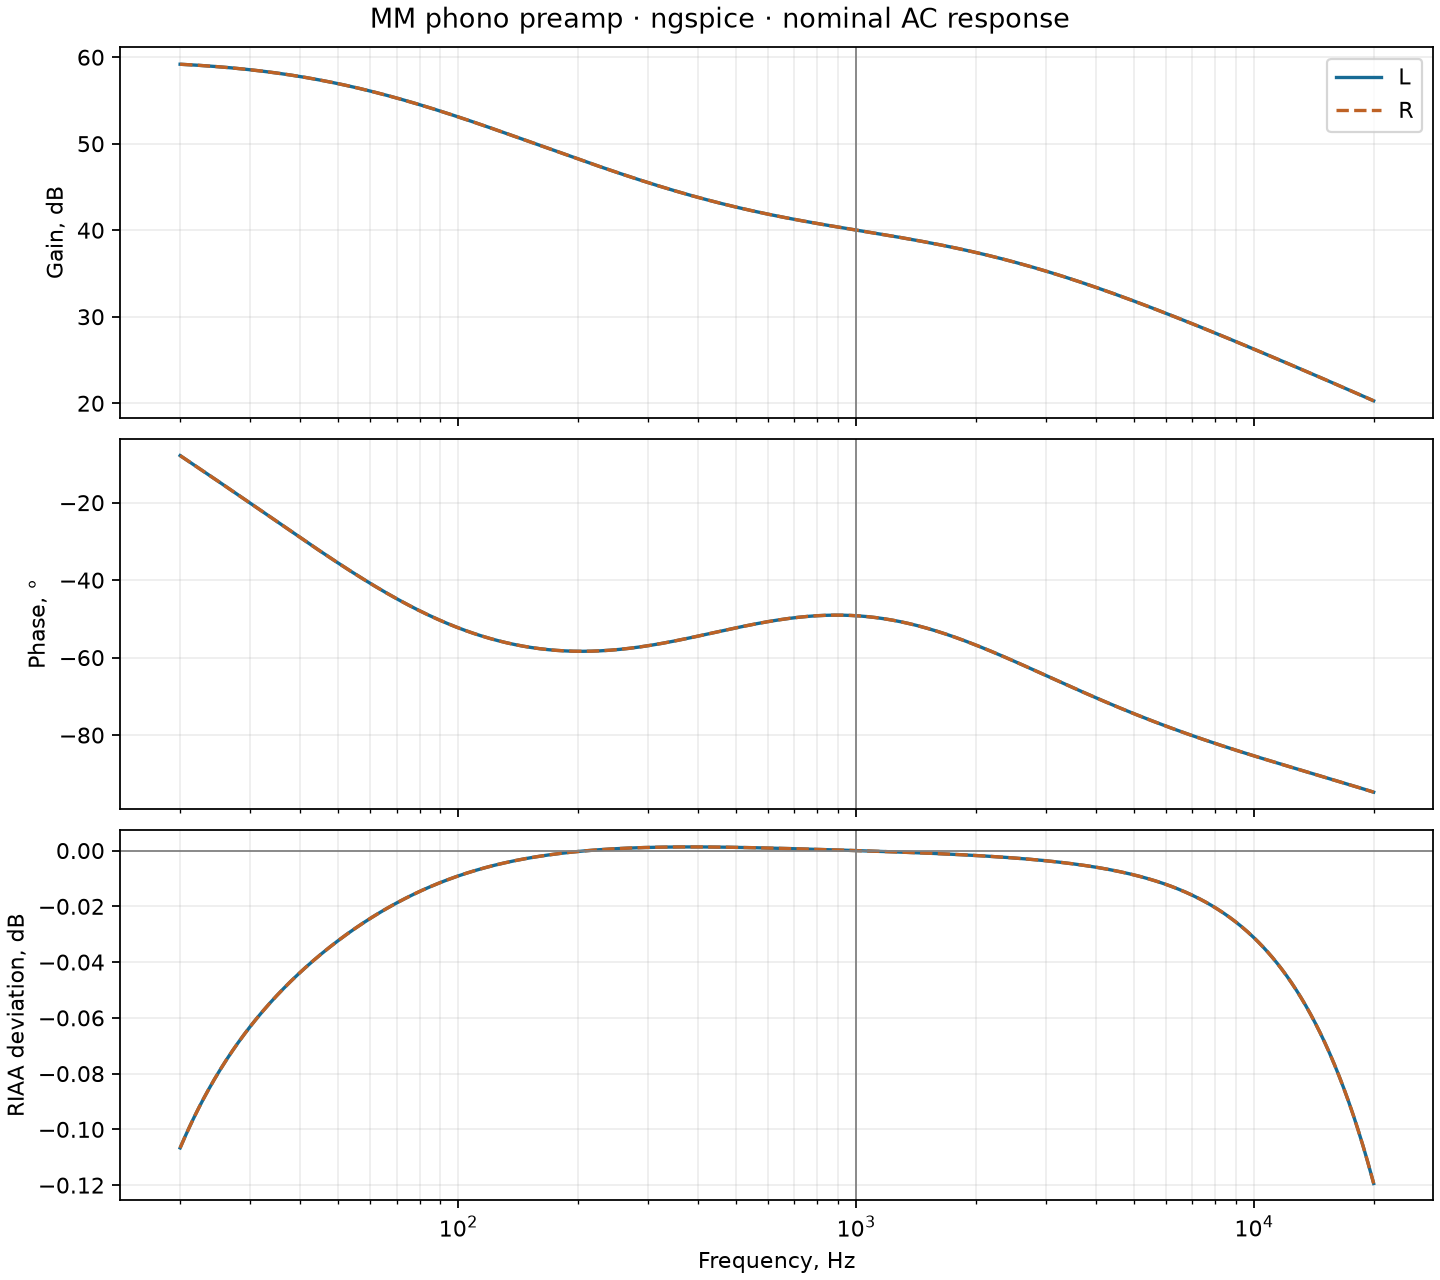 MM phono preamp · ngspice · nominal AC response
60
50
40
30
20
Gain, dB
L
R
−20
−40
−60
−80
Phase, °
0.00
−0.02
−0.04
−0.06
−0.08
−0.10
−0.12
RIAA deviation, dB
10² 10³ 10⁴
Frequency, Hz